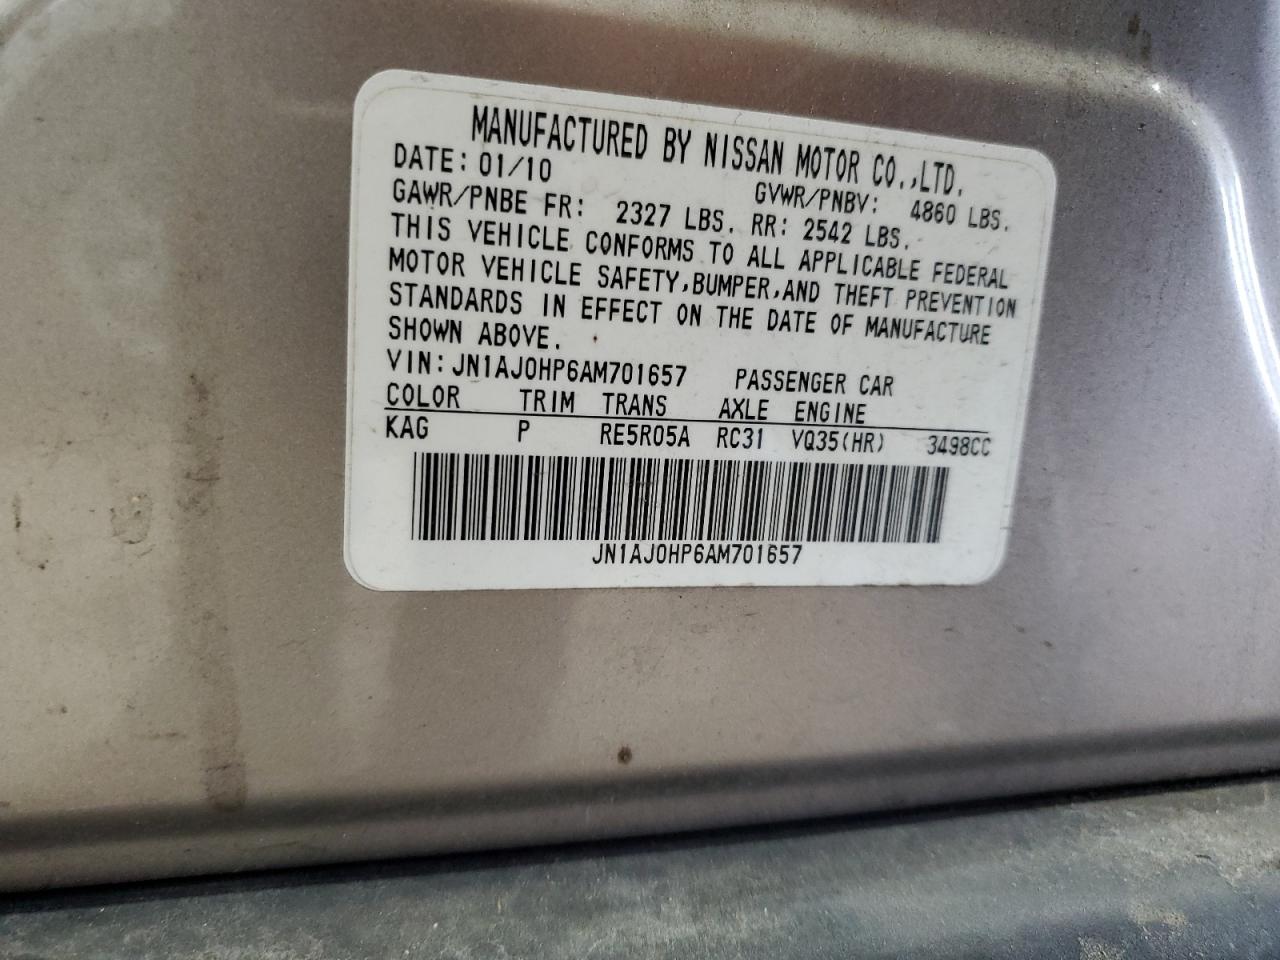 MANUFACTURED BY NISSAN MOTOR CO.,LTD.
DATE: 01/10 GVWR/PNBV: 4860 LBS.
GAWR/PNBE FR: 2327 LBS. RR: 2542 LBS.
THIS VEHICLE CONFORMS TO ALL APPLICABLE FEDERAL
MOTOR VEHICLE SAFETY,BUMPER,AND THEFT PREVENTION
STANDARDS IN EFFECT ON THE DATE OF MANUFACTURE
SHOWN ABOVE.
VIN: JN1AJ0HP6AM701657 PASSENGER CAR
COLOR TRIM TRANS AXLE ENGINE
KAG P RE5R05A RC31 VQ35(HR) 3498CC
JN1AJ0HP6AM701657